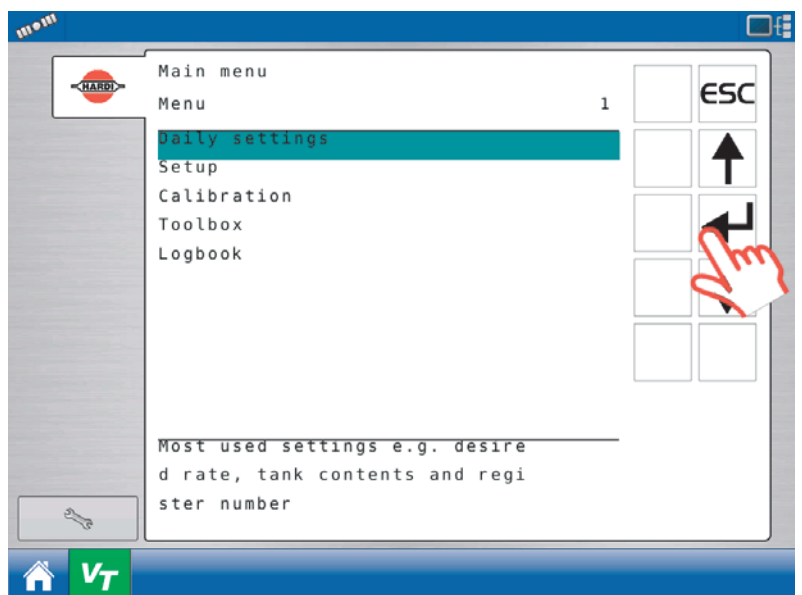 HARDI
Main menu
Menu 1
ESC
Daily settings
Setup
Calibration
Toolbox
Logbook
Most used settings e.g. desire
d rate, tank contents and regi
ster number
VT